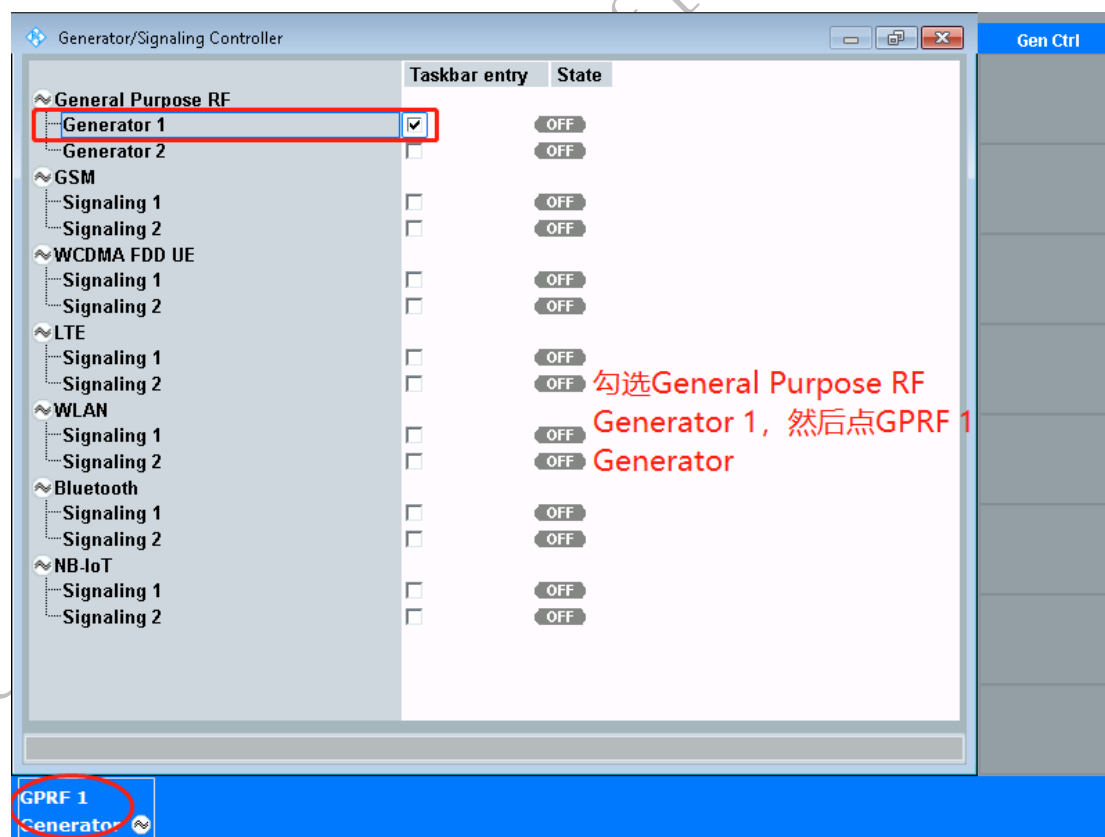 Generator/Signaling Controller
Gen Ctrl
Taskbar entry State
General Purpose RF
Generator 1 OFF
Generator 2 OFF
GSM
Signaling 1 OFF
Signaling 2 OFF
WCDMA FDD UE
Signaling 1 OFF
Signaling 2 OFF
LTE
Signaling 1 OFF
Signaling 2 OFF
勾选General Purpose RF
Generator 1，然后点GPRF 1
Generator
WLAN
Signaling 1 OFF
Signaling 2 OFF
Bluetooth
Signaling 1 OFF
Signaling 2 OFF
NB-IoT
Signaling 1 OFF
Signaling 2 OFF
GPRF 1
Generator